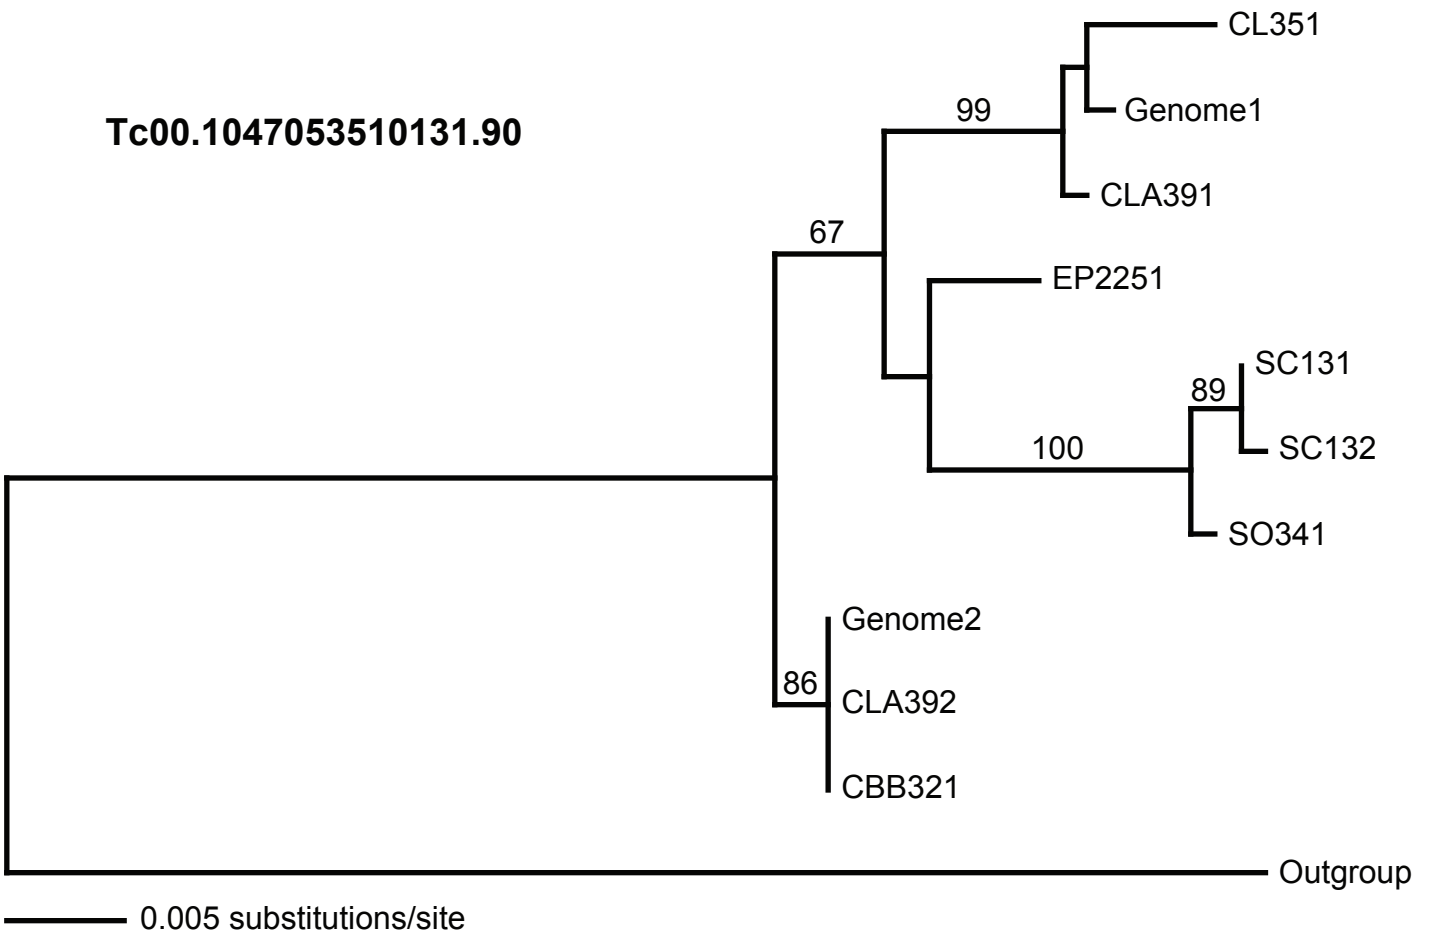 CL351
Genome1
99
Tc00.1047053510131.90
CLA391
67
EP2251
SC131
89
SC132
100
SO341
Genome2
86
CLA392
CBB321
Outgroup
0.005 substitutions/site